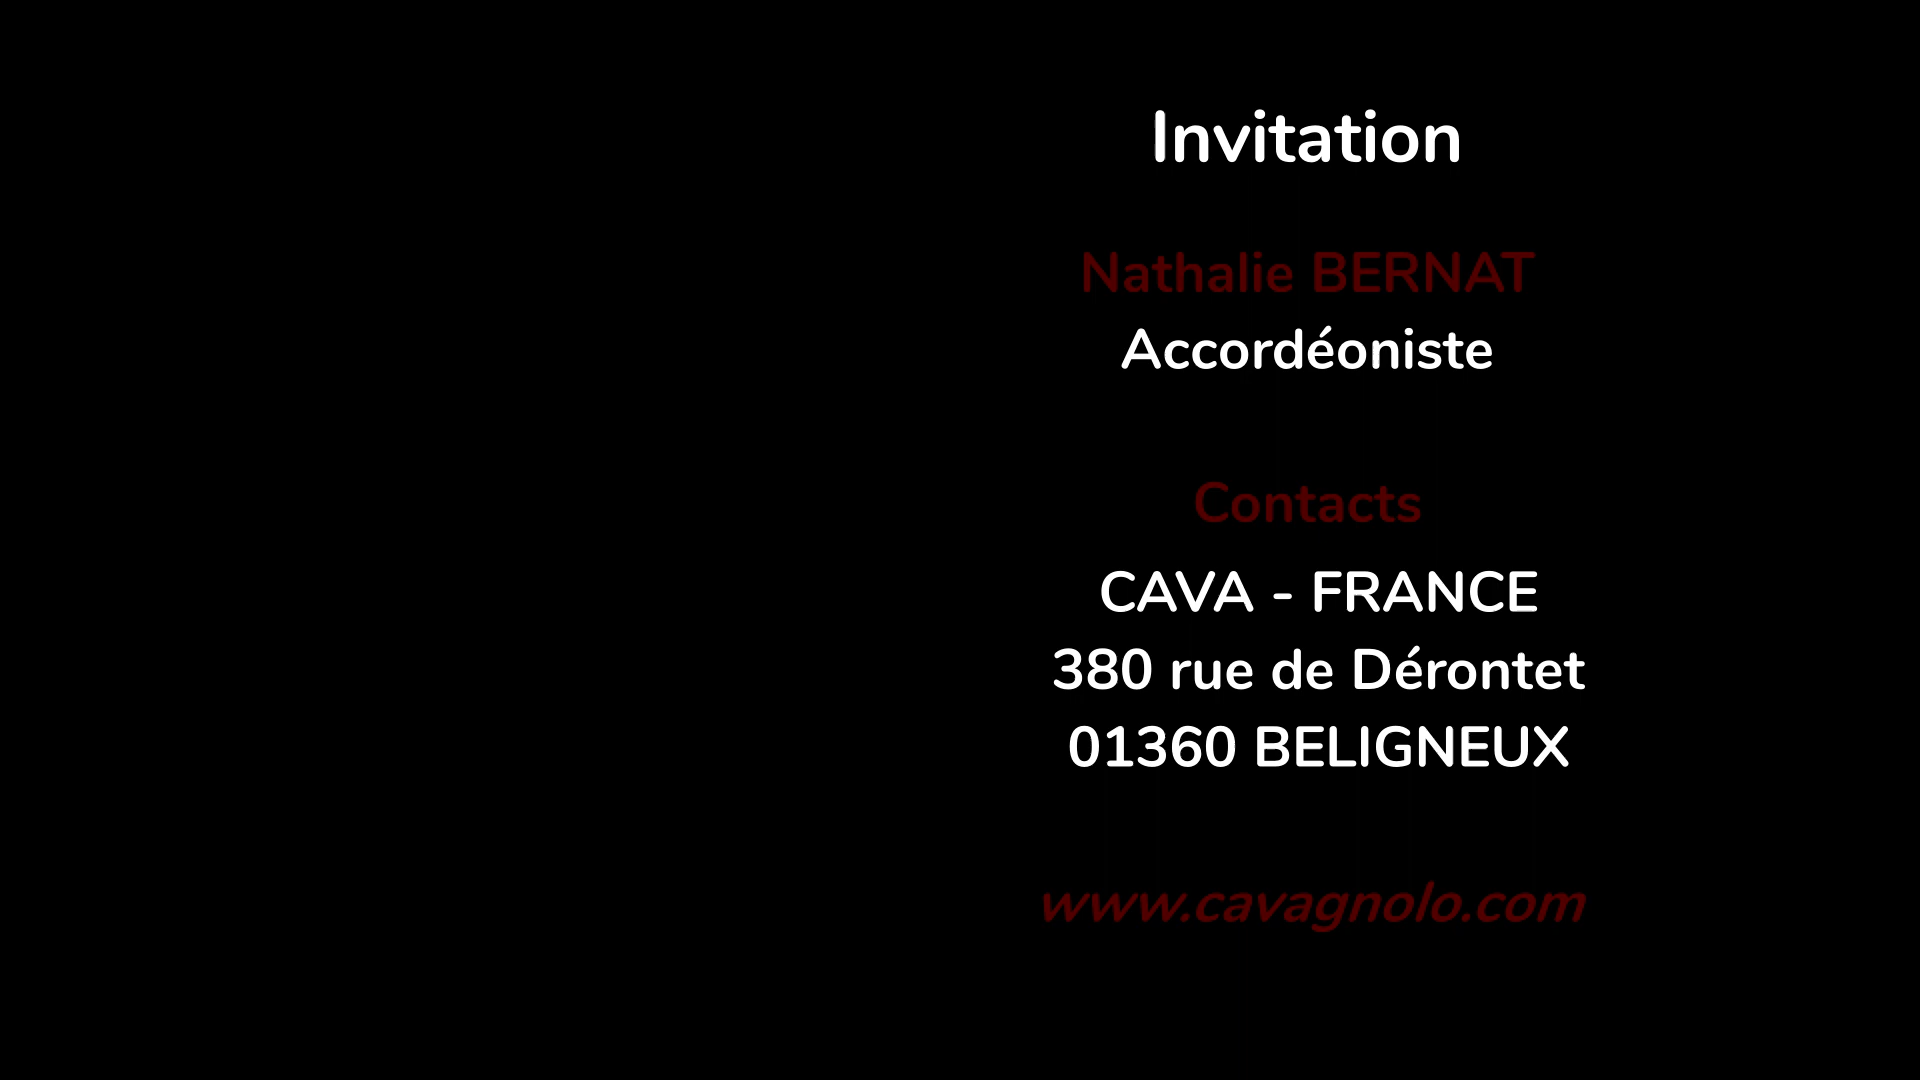 Invitation
Nathalie BERNAT
Accordéoniste
Contacts
CAVA - FRANCE
380 rue de Dérontet
01360 BELIGNEUX
www.cavagnolo.com